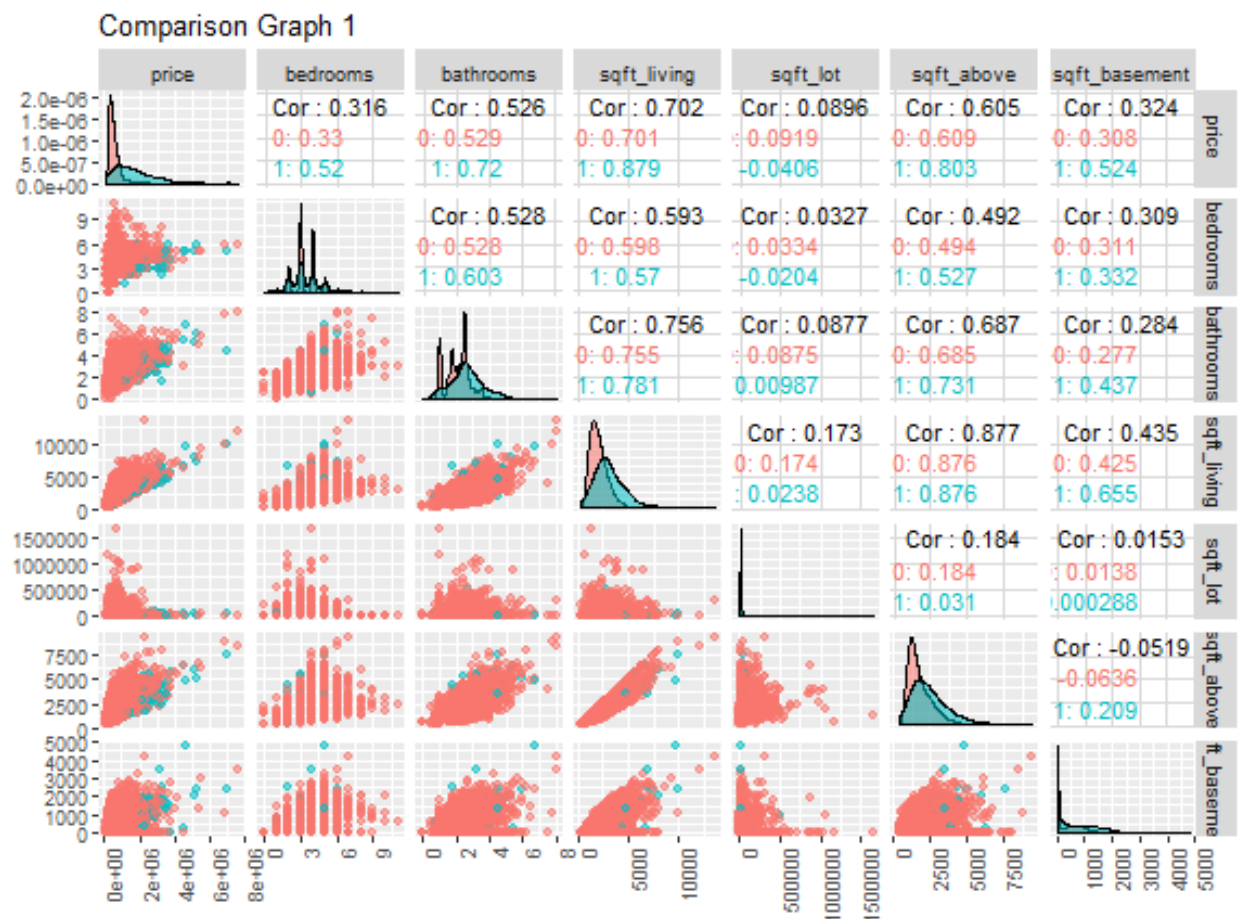 Comparison Graph 1
price bedrooms bathrooms sqft_living sqft_lot sqft_above sqft_basement
2.0e-06
1.5e-06
1.0e-06
5.0e-07
0.0e+00
Cor : 0.316 Cor : 0.526 Cor : 0.702 Cor : 0.0896 Cor : 0.605 Cor : 0.324
0: 0.33 0: 0.529 0: 0.701 : 0.0919 0: 0.609 0: 0.308
1: 0.52 1: 0.72 1: 0.879 -0.0406 1: 0.803 1: 0.524
price
9
6
3
0
Cor : 0.528 Cor : 0.593 Cor : 0.0327 Cor : 0.492 Cor : 0.309
0: 0.528 0: 0.598 : 0.0334 0: 0.494 0: 0.311
1: 0.603 1: 0.57 -0.0204 1: 0.527 1: 0.332
bedrooms
8
6
4
2
0
Cor : 0.756 Cor : 0.0877 Cor : 0.687 Cor : 0.284
0: 0.755 : 0.0875 0: 0.685 0: 0.277
1: 0.781 0.00987 1: 0.731 1: 0.437
bathrooms
10000
5000
0
Cor : 0.173 Cor : 0.877 Cor : 0.435
0: 0.174 0: 0.876 0: 0.425
: 0.0238 1: 0.876 1: 0.655
sqft_living
1500000
1000000
500000
0
Cor : 0.184 Cor : 0.0153
0: 0.184 : 0.0138
1: 0.031 .000288
sqft_lot
7500
5000
2500
0
Cor : -0.0519
-0.0636
1: 0.209
sqft_above
5000
4000
3000
2000
1000
0
ft_baseme
0e+00 2e+06 4e+06 6e+06 8e+06
0 3 6 9
0 2 4 6 8
0 5000 10000
0 500000 1000000 1500000
0 2500 5000 7500
0 1000 2000 3000 4000 5000